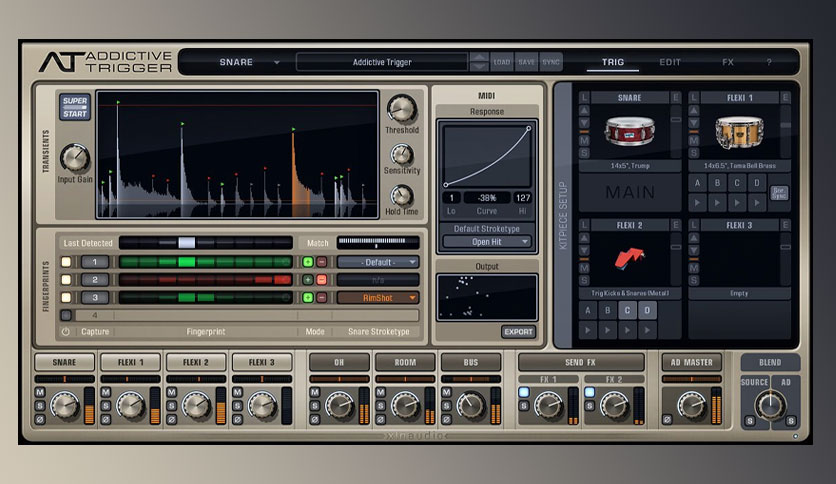 AT ADDICTIVE TRIGGER
SNARE
Addictive Trigger
LOAD SAVE SYNC
TRIG EDIT FX ?
TRANSIENTS
SUPER START
Input Gain
Threshold
Sensitivity
Hold Time
MIDI
Response
1 -38% 127
Lo Curve Hi
Default Stroketype
Open Hit
Output
EXPORT
FINGERPRINTS
Last Detected Match
1 + - - Default -
2 + - n/a
3 + - RimShot
4
Capture Fingerprint Mode Snare Stroketype
KITPIECE SETUP
L SNARE E
M
S
14x5", Trump
MAIN
L FLEXI 1 E
M
S
14x6.5", Tama Bell Brass
A B C D
Sync
L FLEXI 2 E
M
S
Trig Kicks & Snares (Metal)
A B C D
L FLEXI 3 E
M
S
Empty
SNARE FLEXI 1 FLEXI 2 FLEXI 3 OH ROOM BUS SEND FX AD MASTER BLEND
FX 1 FX 2
SOURCE AD
M M M M M M M
S S S S S S S S S S S
xlnaudio